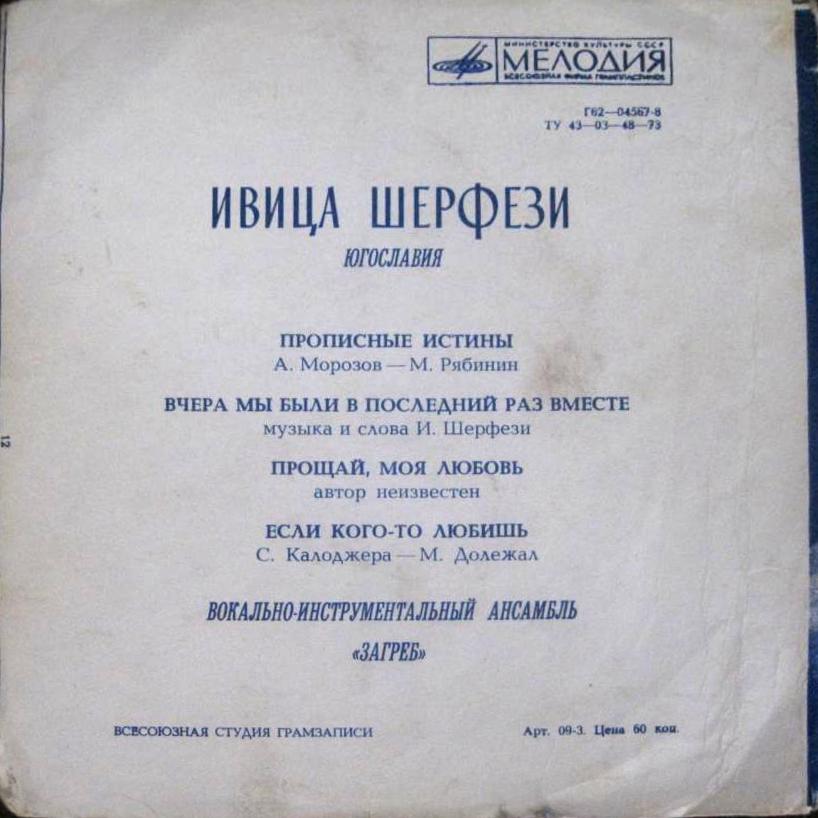 МИНИСТЕРСТВО КУЛЬТУРЫ СССР
МЕЛОДИЯ
ВСЕСОЮЗНАЯ ФИРМА ГРАМПЛАСТИНОК
Г62—04567-8
ТУ 43—03—48—73
ИВИЦА ШЕРФЕЗИ
ЮГОСЛАВИЯ
ПРОПИСНЫЕ ИСТИНЫ
А. Морозов — М. Рябинин
ВЧЕРА МЫ БЫЛИ В ПОСЛЕДНИЙ РАЗ ВМЕСТЕ
музыка и слова И. Шерфези
ПРОЩАЙ, МОЯ ЛЮБОВЬ
автор неизвестен
ЕСЛИ КОГО-ТО ЛЮБИШЬ
С. Калоджера — М. Долежал
ВОКАЛЬНО-ИНСТРУМЕНТАЛЬНЫЙ АНСАМБЛЬ
«ЗАГРЕБ»
ВСЕСОЮЗНАЯ СТУДИЯ ГРАМЗАПИСИ
Арт. 09-3. Цена 60 коп.
12